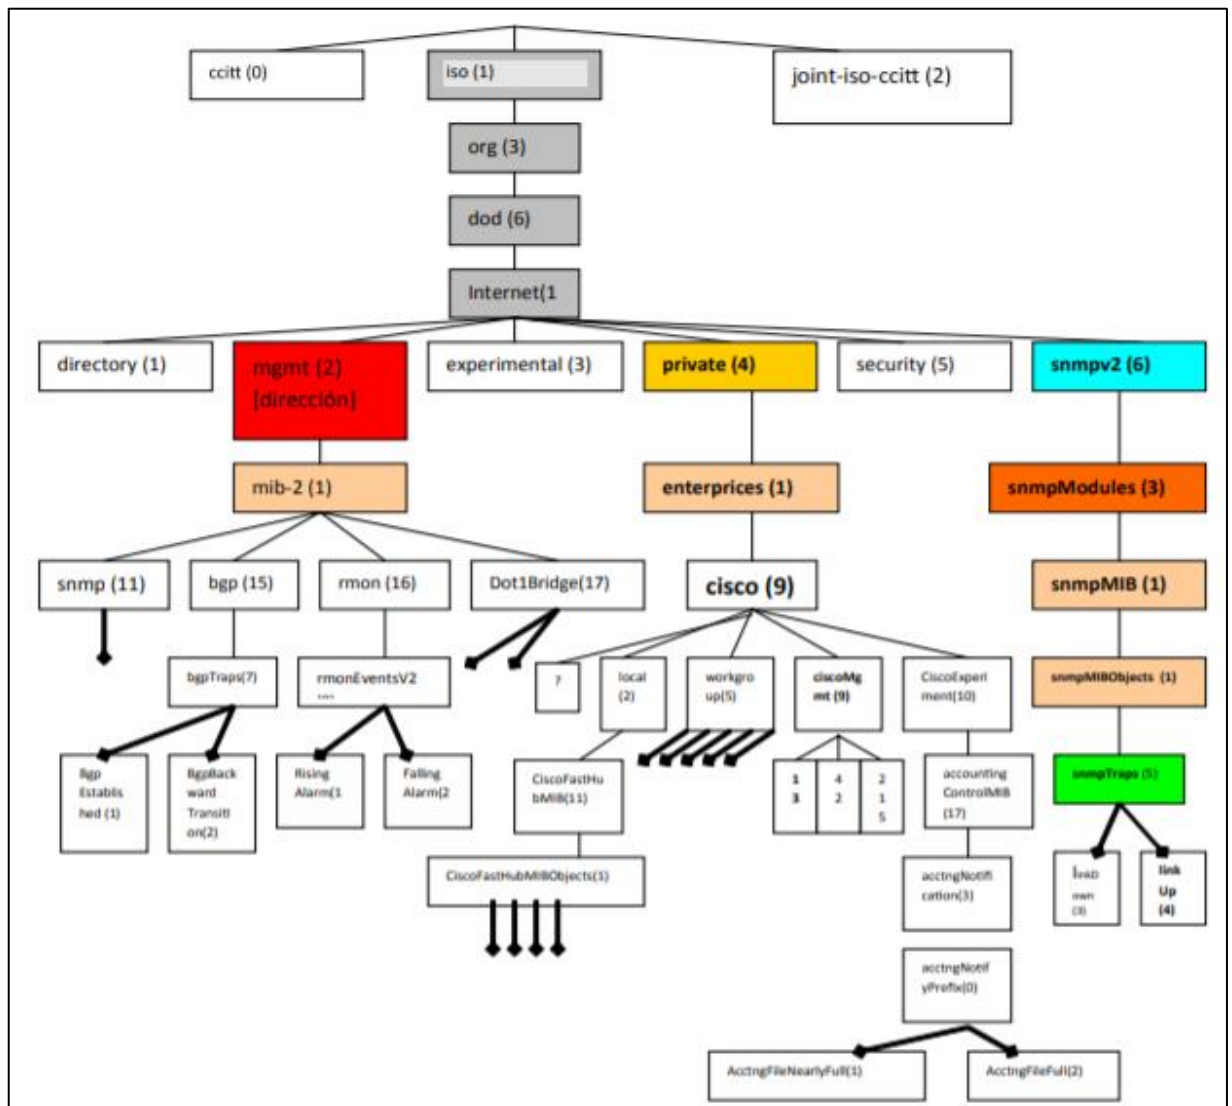 ccitt (0)
iso (1)
joint-iso-ccitt (2)
org (3)
dod (6)
Internet(1
directory (1)
mgmt (2)
[dirección]
experimental (3)
private (4)
security (5)
snmpv2 (6)
mib-2 (1)
enterprices (1)
snmpModules (3)
snmp (11)
bgp (15)
rmon (16)
Dot1Bridge(17)
cisco (9)
snmpMIB (1)
bgpTraps(7)
rmonEventsV2
....
?
local
(2)
workgro
up(5)
ciscoMg
mt (9)
CiscoExperi
ment(10)
snmpMIBObjects (1)
Bgp
Establis
hed (1)
BgpBack
ward
Transiti
on(2)
Rising
Alarm(1
Falling
Alarm(2
CiscoFastHu
bMIB(11)
1
3
4
2
2
1
5
accounting
ControlMIB
(17)
snmpTraps (5)
CiscoFastHubMIBObjects(1)
acctngNotifi
cation(3)
LinkD
own
(3)
link
Up
(4)
acctngNotif
yPrefix(0)
AcctngFileNearlyFull(1)
AcctngFileFull(2)